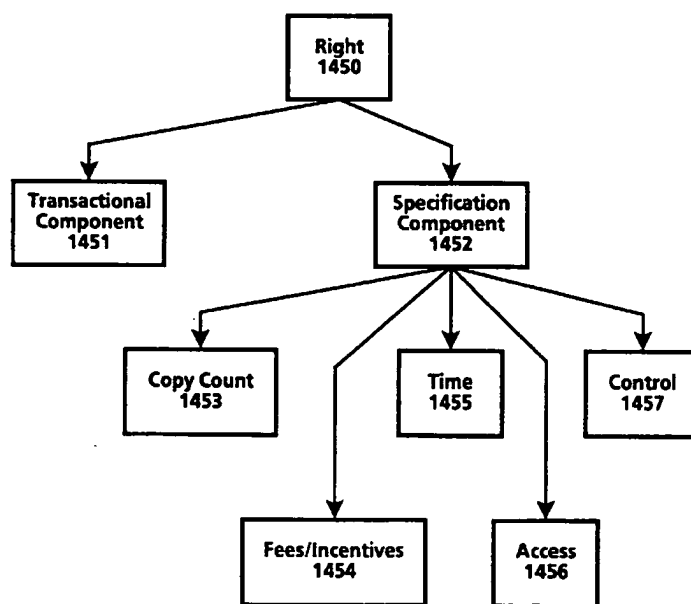 Right
1450
Transactional
Component
1451
Specification
Component
1452
Copy Count
1453
Time
1455
Control
1457
Fees/Incentives
1454
Access
1456